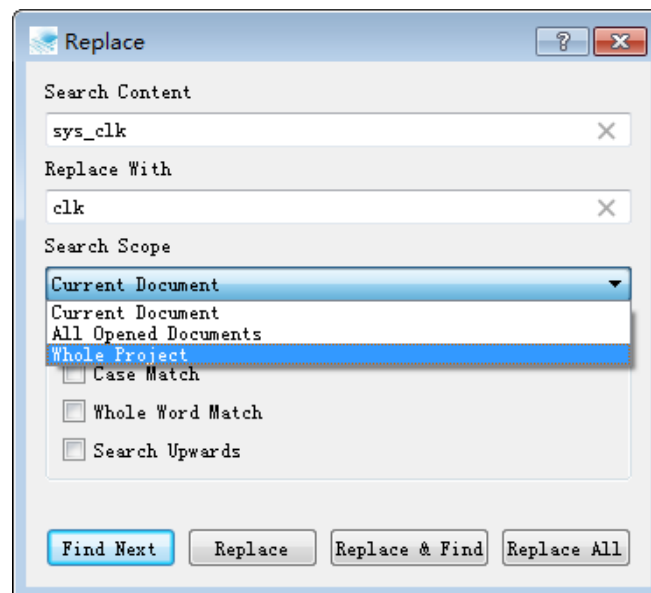 Replace
Search Content
sys_clk
Replace With
clk
Search Scope
Current Document
Current Document
All Opened Documents
Whole Project
Case Match
Whole Word Match
Search Upwards
Find Next Replace Replace & Find Replace All